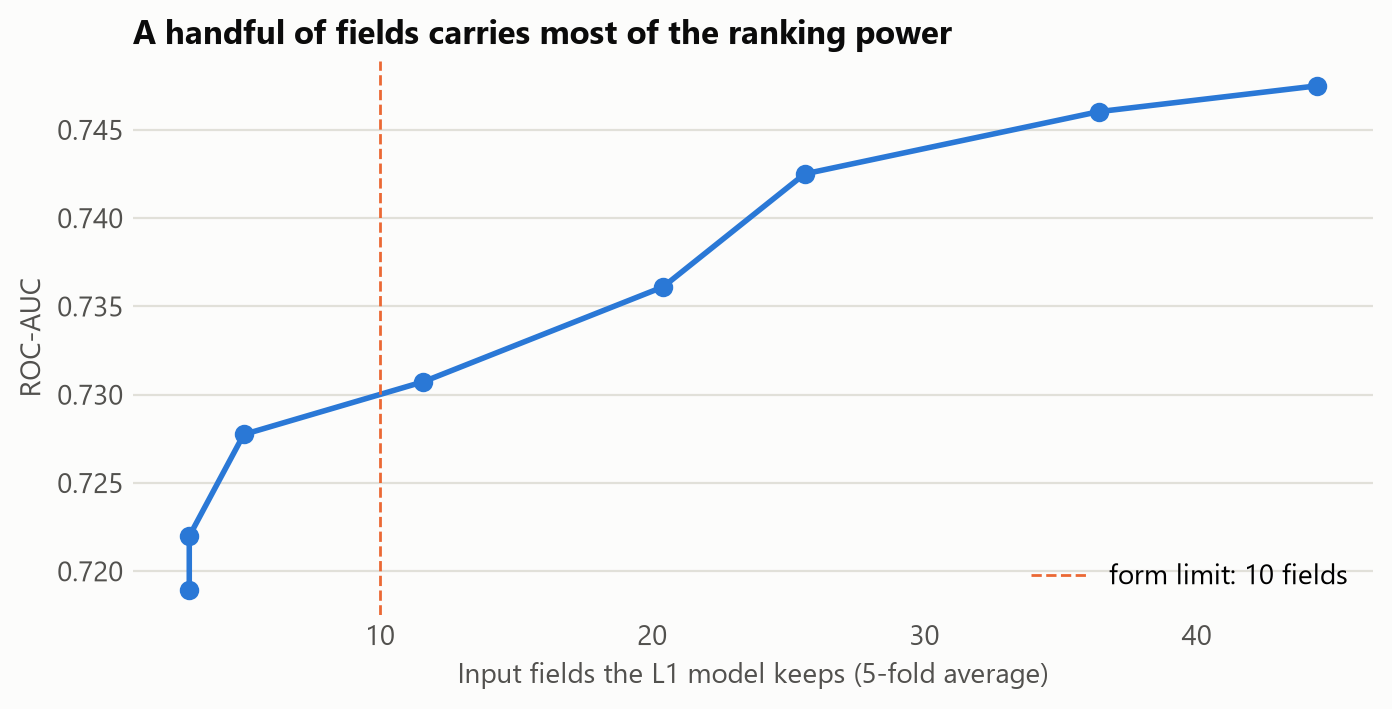 A handful of fields carries most of the ranking power
0.745
0.740
0.735
0.730
0.725
0.720
ROC-AUC
form limit: 10 fields
10 20 30 40
Input fields the L1 model keeps (5-fold average)